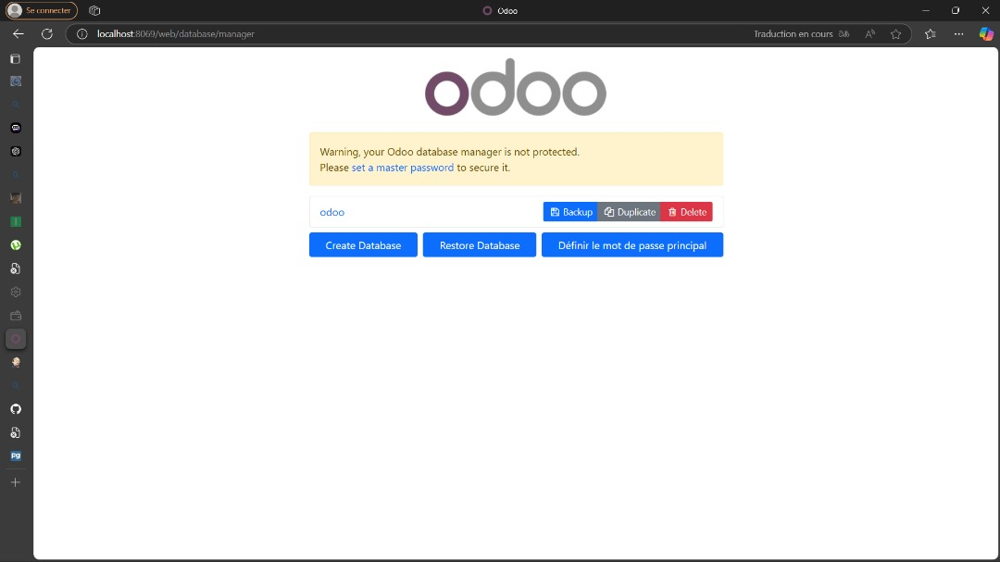 Se connecter
Odoo
localhost:8069/web/database/manager
Traduction en cours
odoo
Warning, your Odoo database manager is not protected.
Please set a master password to secure it.
odoo
Backup
Duplicate
Delete
Create Database
Restore Database
Définir le mot de passe principal
Pg